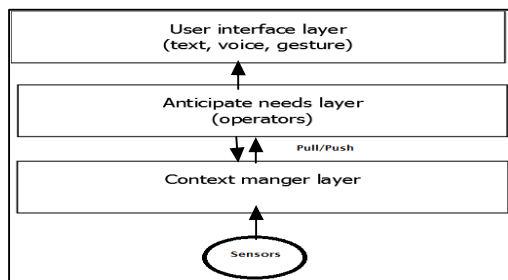 User interface layer
(text, voice, gesture)
Anticipate needs layer
(operators)
Pull/Push
Context manger layer
Sensors